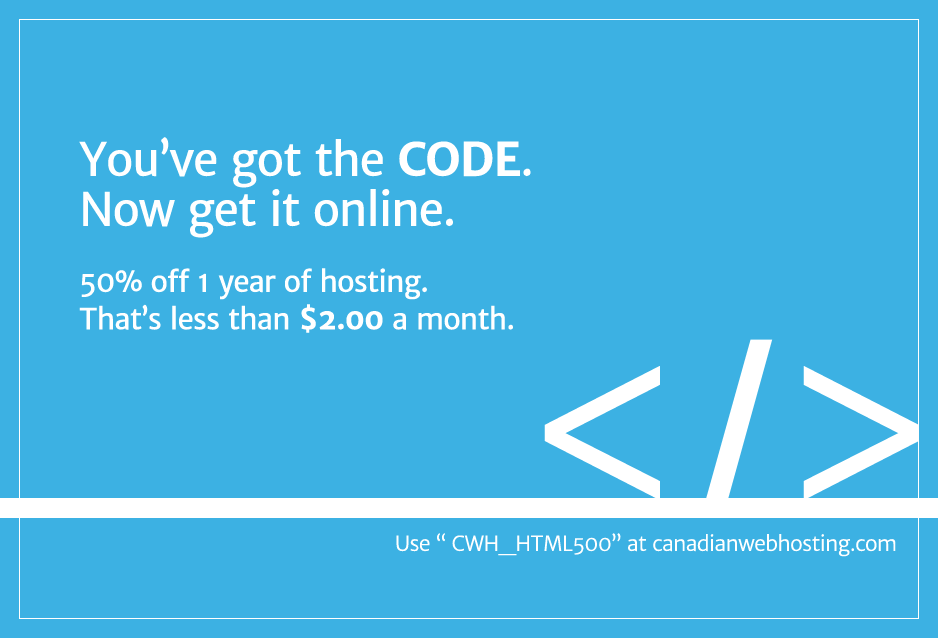 You’ve got the CODE.
Now get it online.
50% off 1 year of hosting.
That’s less than $2.00 a month.
</>
Use “ CWH__HTML500” at canadianwebhosting.com